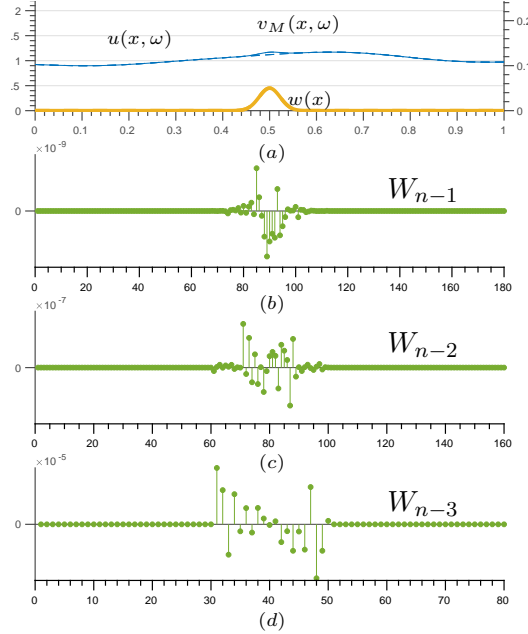 2 v_M(x, ω) 0.2
u(x, ω)
1.5
1 0.1
0.5
w(x)
0 0
0 0.1 0.2 0.3 0.4 0.5 0.6 0.7 0.8 0.9 1
(a)
×10^-9
W_{n−1}
0
0 20 40 60 80 100 120 140 160 180
(b)
×10^-7
W_{n−2}
0
0 20 40 60 80 100 120 140 160
(c)
×10^-5
W_{n−3}
0
0 10 20 30 40 50 60 70 80
(d)